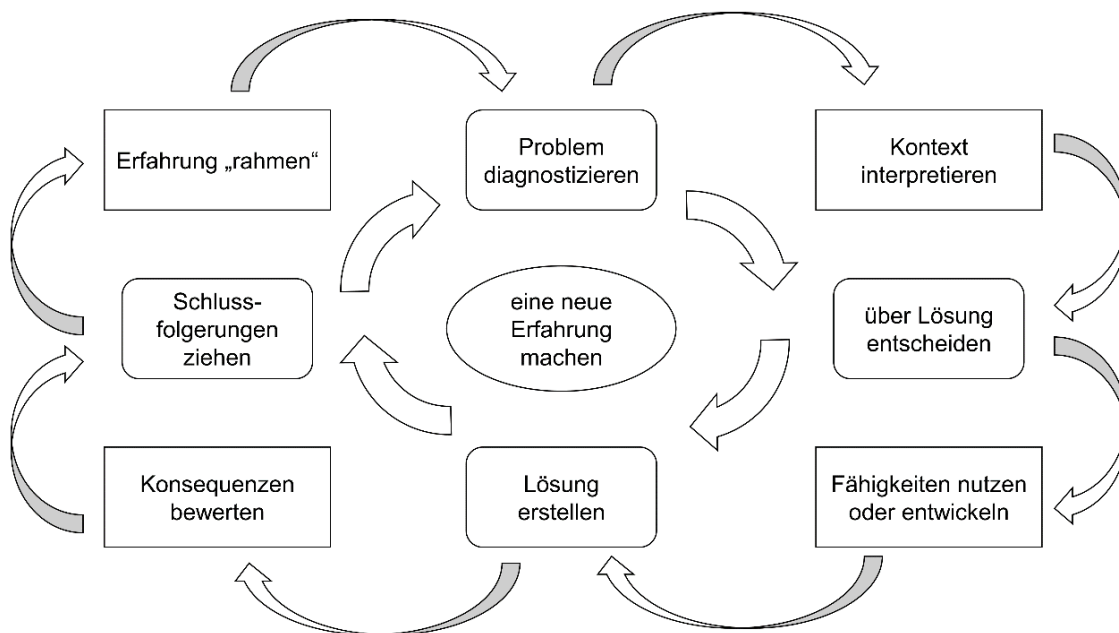 Erfahrung „rahmen“
Problem
diagnostizieren
Kontext
interpretieren
Schluss-
folgerungen
ziehen
eine neue
Erfahrung
machen
über Lösung
entscheiden
Konsequenzen
bewerten
Lösung
erstellen
Fähigkeiten nutzen
oder entwickeln